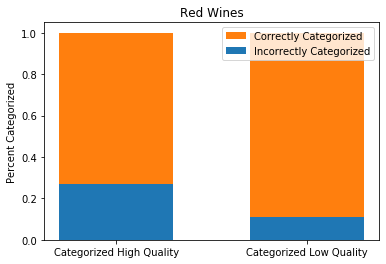 Red Wines
Correctly Categorized
Incorrectly Categorized
Percent Categorized
1.0
0.8
0.6
0.4
0.2
0.0
Categorized High Quality
Categorized Low Quality